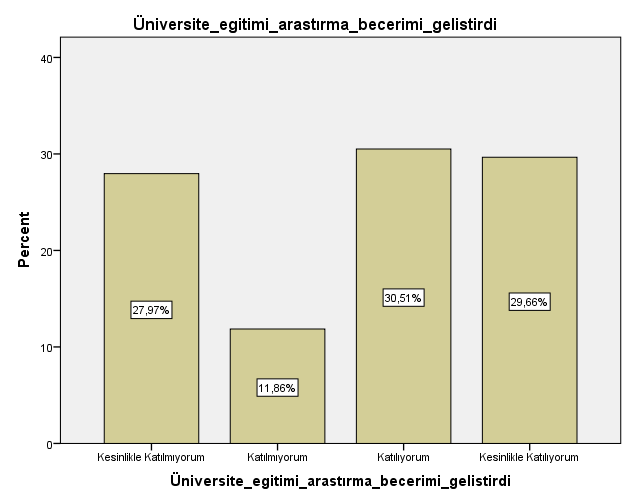 Üniversite_egitimi_arastırma_becerimi_gelistirdi
Percent
40
30
20
10
0
27,97%
11,86%
30,51%
29,66%
Kesinlikle Katılmıyorum
Katılmıyorum
Katılıyorum
Kesinlikle Katılıyorum
Üniversite_egitimi_arastırma_becerimi_gelistirdi